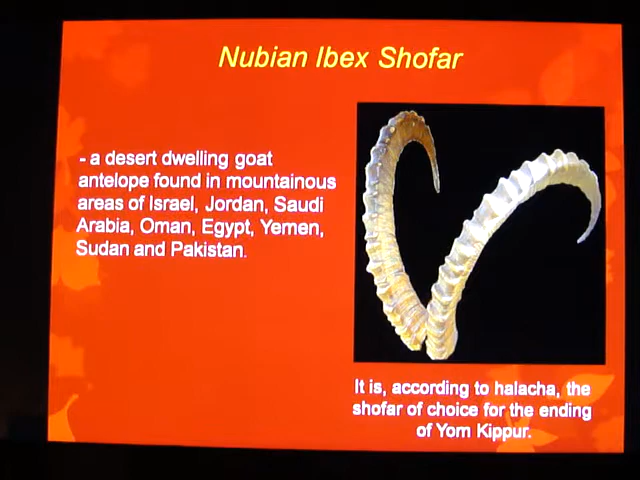 Nubian Ibex Shofar
- a desert dwelling goat
antelope found in mountainous
areas of Israel, Jordan, Saudi
Arabia, Oman, Egypt, Yemen,
Sudan and Pakistan.
It is, according to halacha, the
shofar of choice for the ending
of Yom Kippur.